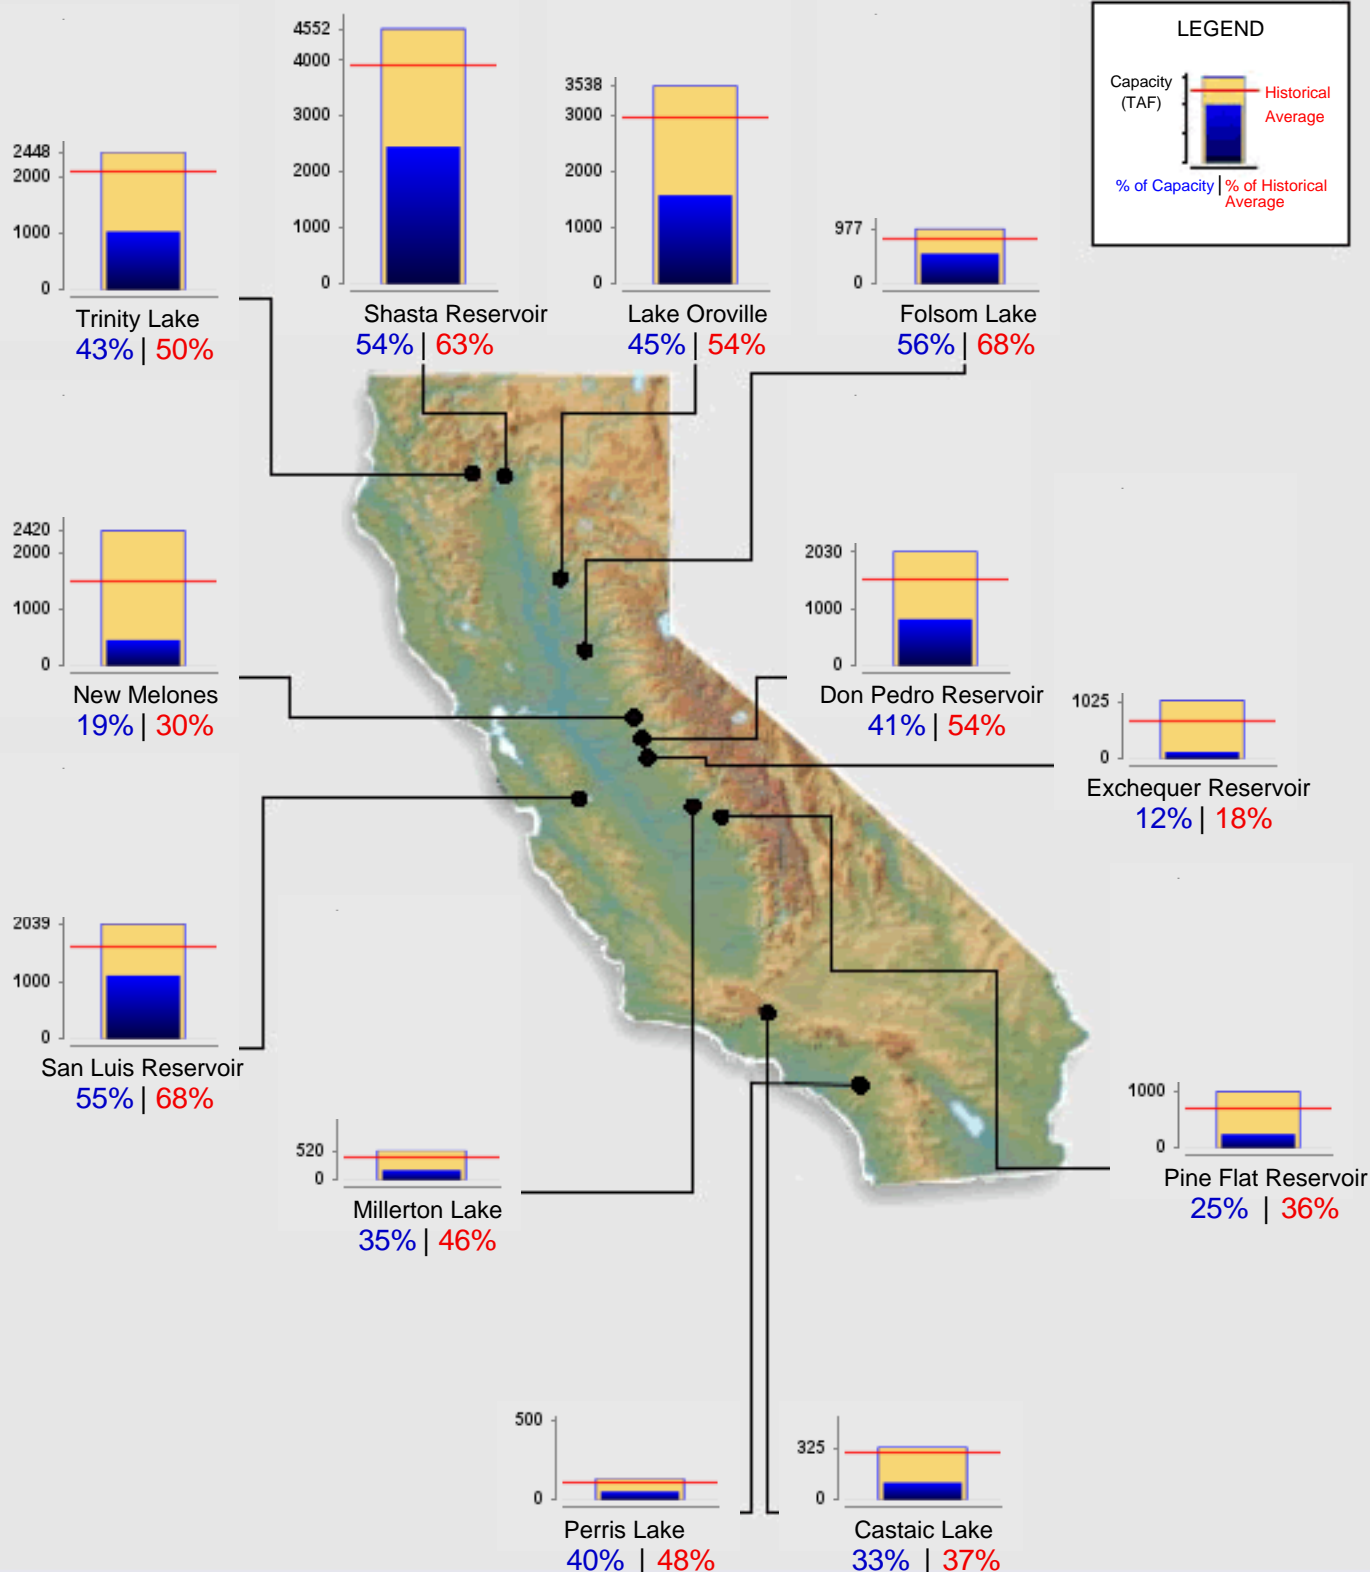 LEGEND
Capacity
(TAF)
Historical
Average
% of Capacity | % of Historical
Average
2448
2000
1000
0
Trinity Lake
43% | 50%
4552
4000
3000
2000
1000
0
Shasta Reservoir
54% | 63%
3538
3000
2000
1000
0
Lake Oroville
45% | 54%
977
0
Folsom Lake
56% | 68%
2420
2000
1000
0
New Melones
19% | 30%
2030
1000
0
Don Pedro Reservoir
41% | 54%
1025
0
Exchequer Reservoir
12% | 18%
2039
1000
0
San Luis Reservoir
55% | 68%
520
0
Millerton Lake
35% | 46%
1000
0
Pine Flat Reservoir
25% | 36%
500
0
Perris Lake
40% | 48%
325
0
Castaic Lake
33% | 37%